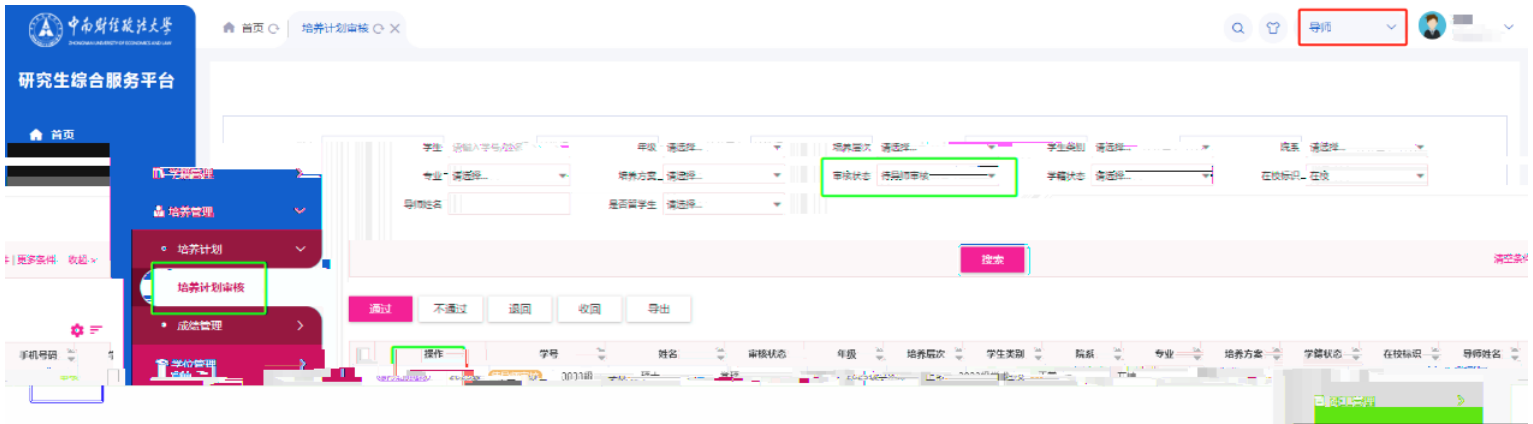 中南财经政法大学
ZHONGNAN UNIVERSITY OF ECONOMICS AND LAW
首页
培养计划审核
导师
研究生综合服务平台
首页
学生
年级 请选择...
培养层次 请选择...
学生类别 请选择...
院系 请选择...
学籍管理
专业 请选择...
培养方案 请选择...
审核状态 待导师审核
学籍状态 请选择...
在校标识 在校
培养管理
导师姓名
是否留学生 请选择...
培养计划
更多条件 收起
搜索
清空条件
培养计划审核
通过 不通过 退回 收回 导出
成绩管理
手机号码
操作 学号 姓名 审核状态 年级 培养层次 学生类别 院系 专业 培养方案 学籍状态 在校标识 导师姓名
学位管理